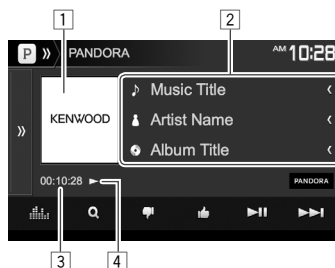 1 2
P » PANDORA AM 10:28
KENWOOD
Music Title
Artist Name
Album Title
»
00:10:28
PANDORA
3 4